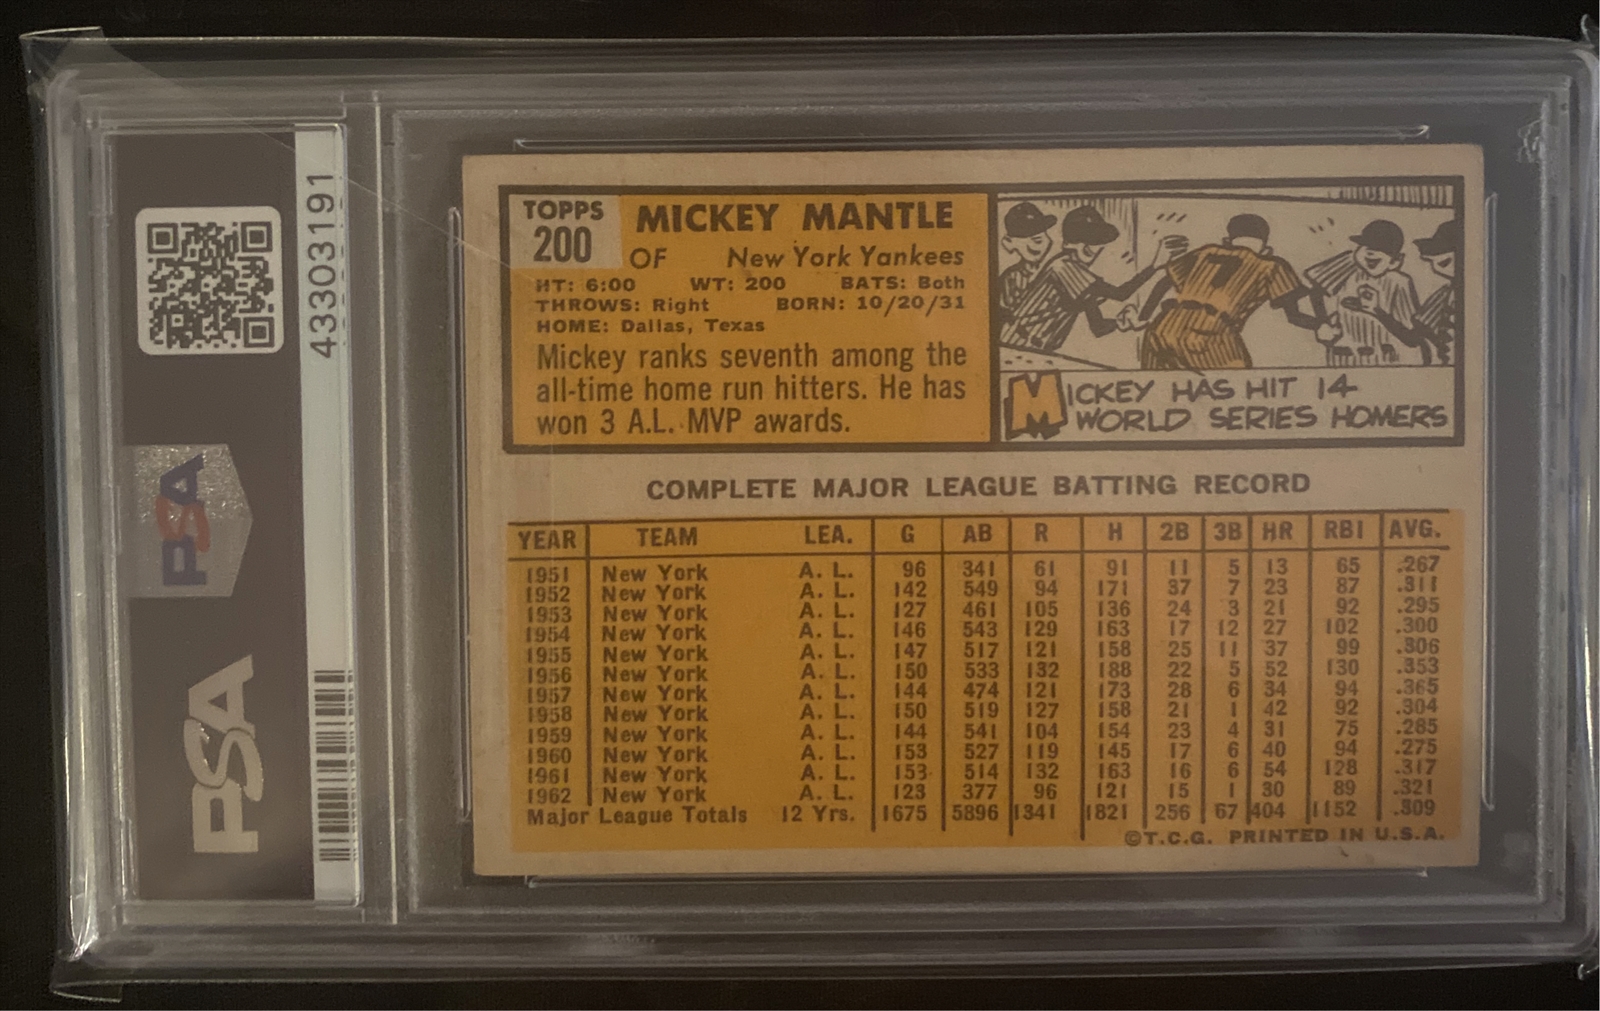 43303191
PSA
PSA
TOPPS
200
MICKEY MANTLE
OF New York Yankees
HT: 6:00 WT: 200 BATS: Both
THROWS: Right BORN: 10/20/31
HOME: Dallas, Texas
Mickey ranks seventh among the
all-time home run hitters. He has
won 3 A.L. MVP awards.
7
MICKEY HAS HIT 14
WORLD SERIES HOMERS
COMPLETE MAJOR LEAGUE BATTING RECORD
YEAR TEAM LEA. G AB R H 2B 3B HR RBI AVG.
1951 New York A. L. 96 341 61 91 11 5 13 65 .267
1952 New York A. L. 142 549 94 171 37 7 23 87 .311
1953 New York A. L. 127 461 105 136 24 3 21 92 .295
1954 New York A. L. 146 543 129 163 17 12 27 102 .300
1955 New York A. L. 147 517 121 158 25 11 37 99 .306
1956 New York A. L. 150 533 132 188 22 5 52 130 .353
1957 New York A. L. 144 474 121 173 28 6 34 94 .365
1958 New York A. L. 150 519 127 158 21 1 42 92 .304
1959 New York A. L. 144 541 104 154 23 4 31 75 .285
1960 New York A. L. 153 527 119 145 17 6 40 94 .275
1961 New York A. L. 153 514 132 163 16 6 54 128 .317
1962 New York A. L. 123 377 96 121 15 1 30 89 .321
Major League Totals 12 Yrs. 1675 5896 1341 1821 256 67 404 1152 .309
©T.C.G. PRINTED IN U.S.A.